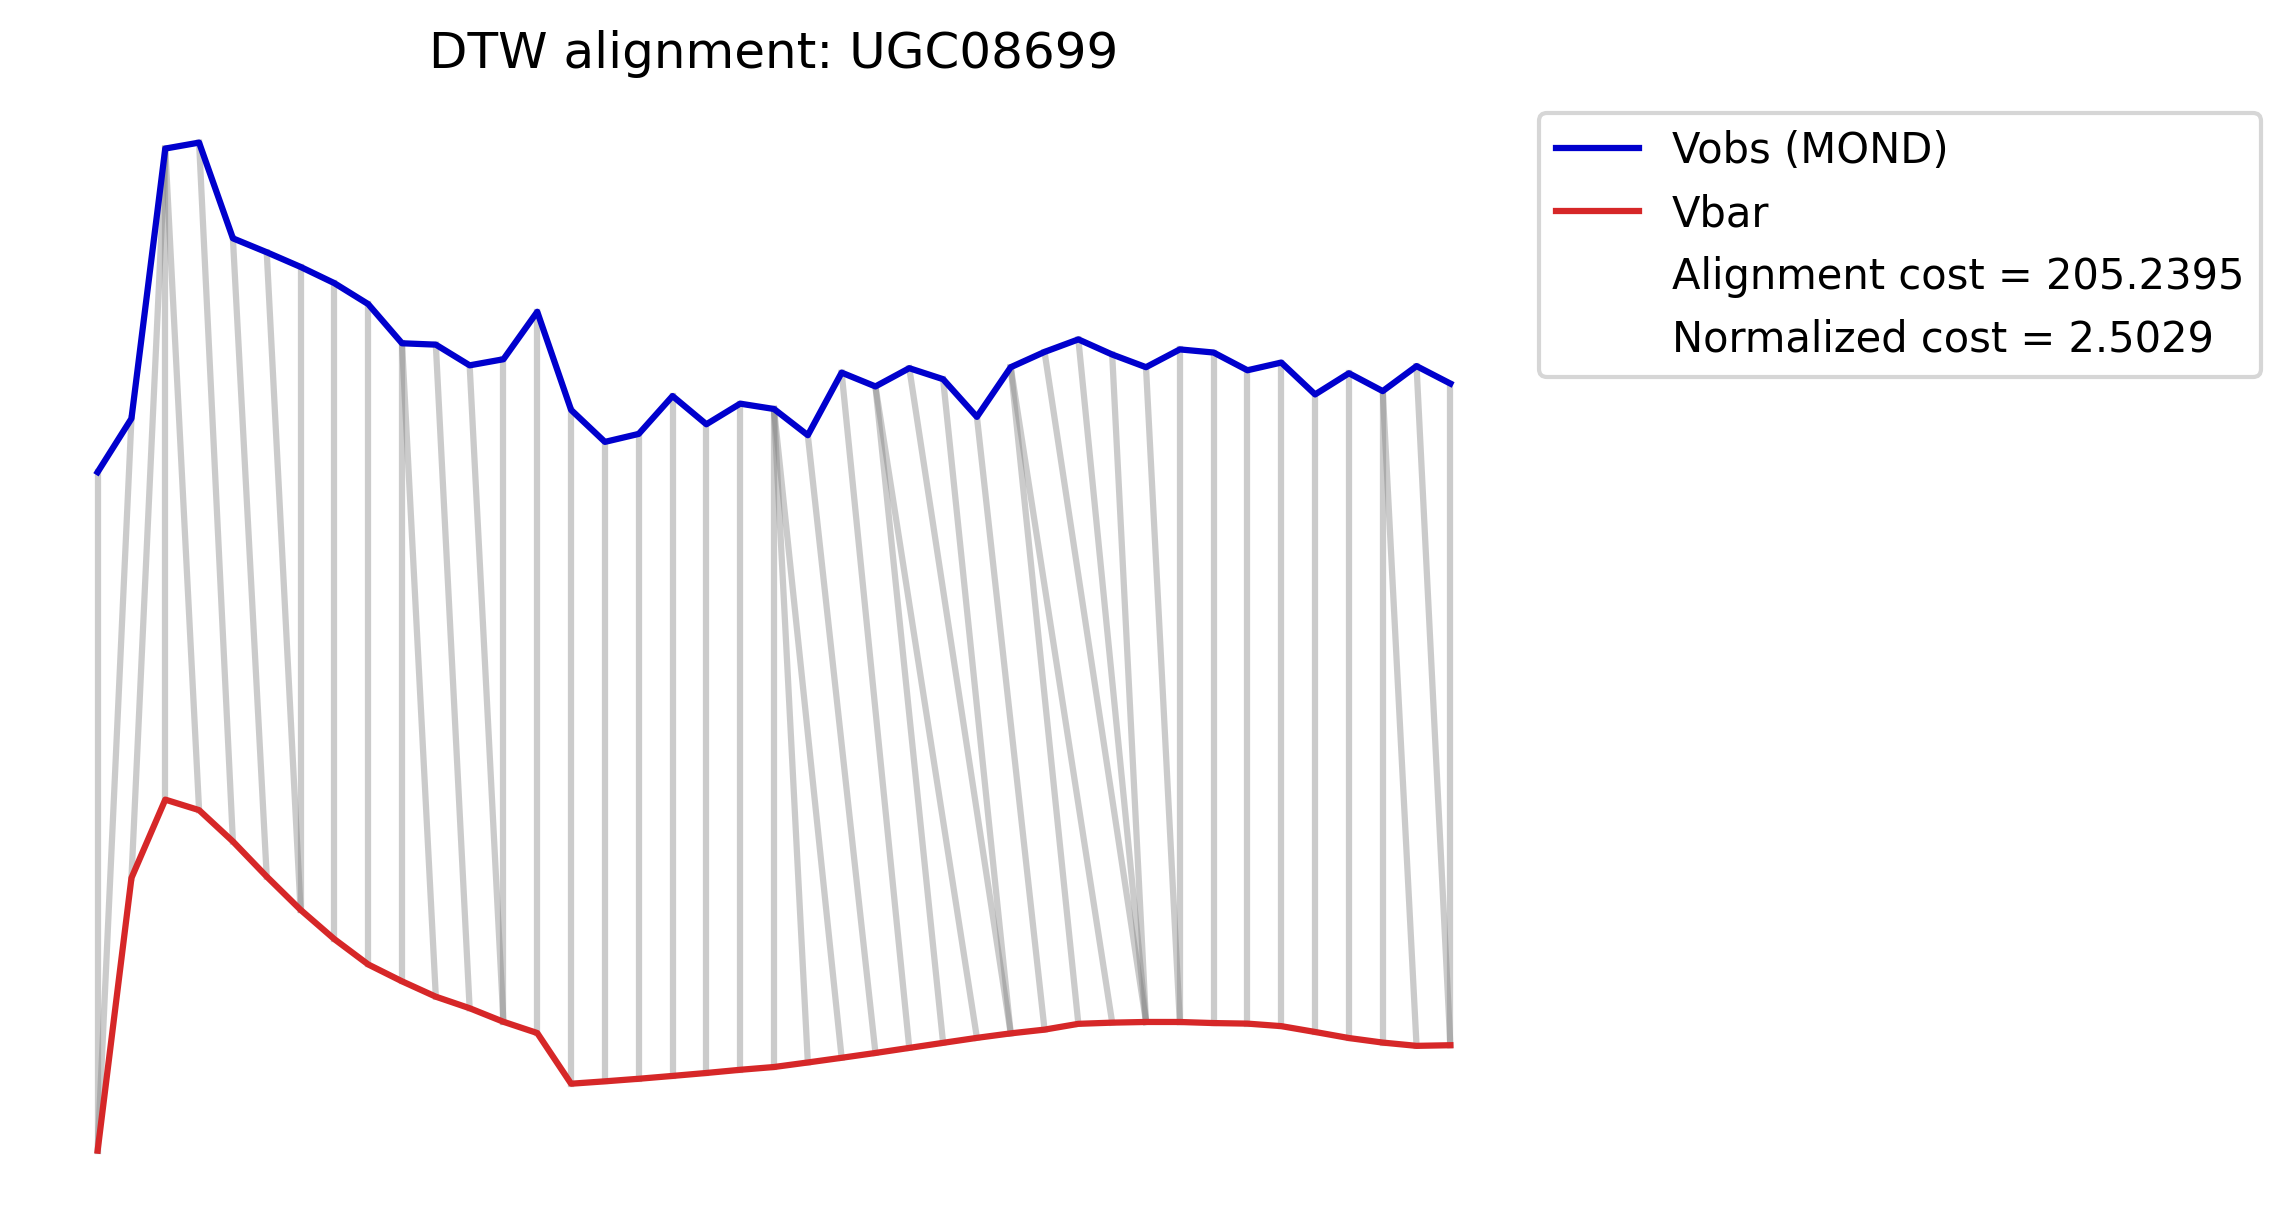 DTW alignment: UGC08699
Vobs (MOND)
Vbar
Alignment cost = 205.2395
Normalized cost = 2.5029